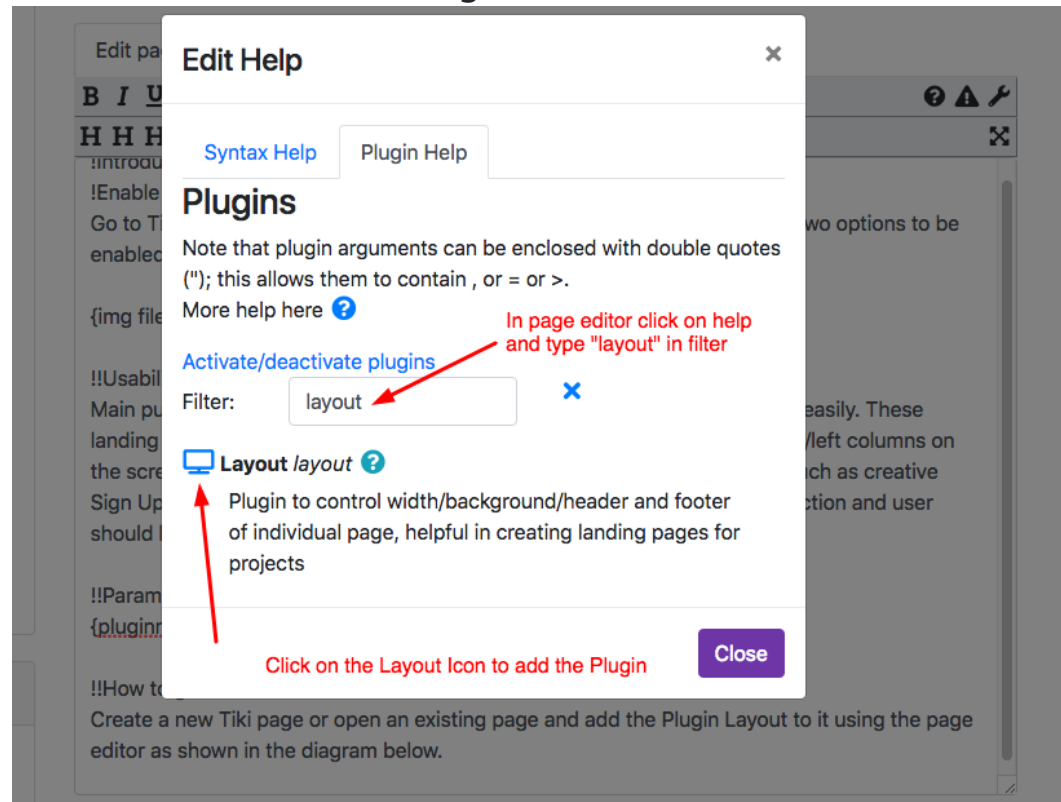 Edit pa
Edit Help
×
B I U
H H H
Syntax Help Plugin Help
!Introdu
!Enable
Go to Ti
wo options to be
enabled
Plugins
Note that plugin arguments can be enclosed with double quotes
("); this allows them to contain , or = or >.
More help here
{img file
In page editor click on help
and type "layout" in filter
Activate/deactivate plugins
Filter: layout
!!Usabil
Main pu
easily. These
landing
/left columns on
the scre
uch as creative
Sign Up
ction and user
should
Layout layout
Plugin to control width/background/header and footer
of individual page, helpful in creating landing pages for
projects
!!Param
{pluginr
Click on the Layout Icon to add the Plugin
Close
!!How to
Create a new Tiki page or open an existing page and add the Plugin Layout to it using the page
editor as shown in the diagram below.